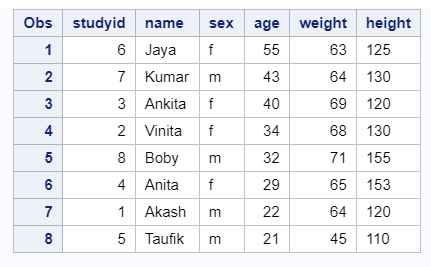 Obs studyid name sex age weight height
1 6 Jaya f 55 63 125
2 7 Kumar m 43 64 130
3 3 Ankita f 40 69 120
4 2 Vinita f 34 68 130
5 8 Boby m 32 71 155
6 4 Anita f 29 65 153
7 1 Akash m 22 64 120
8 5 Taufik m 21 45 110